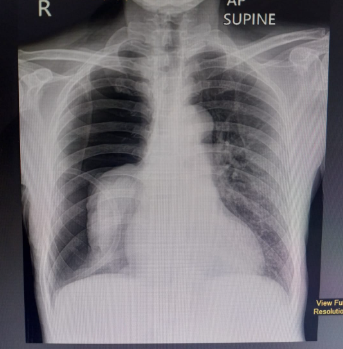 R
AP
SUPINE
View Fu
Resolutio